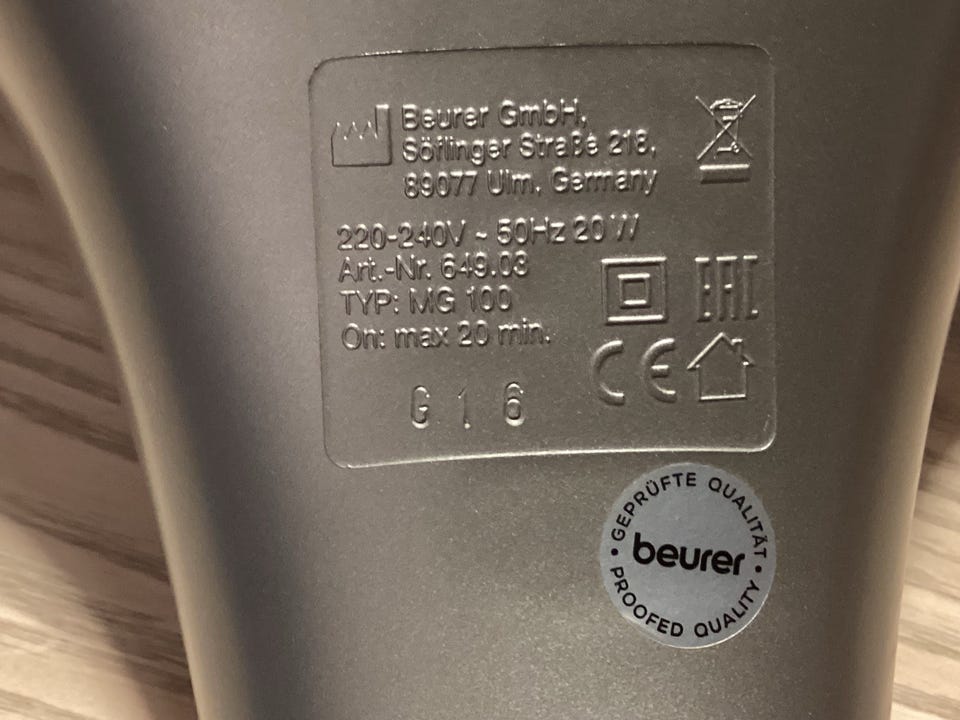 Beurer GmbH,
Söflinger Straße 218,
89077 Ulm, Germany
220-240V ~ 50Hz 20 W
Art.-Nr. 649.03
TYP: MG 100
On: max 20 min.
EAC
CE
G 1 6
GEPRÜFTE QUALITÄT
beurer
PROOFED QUALITY